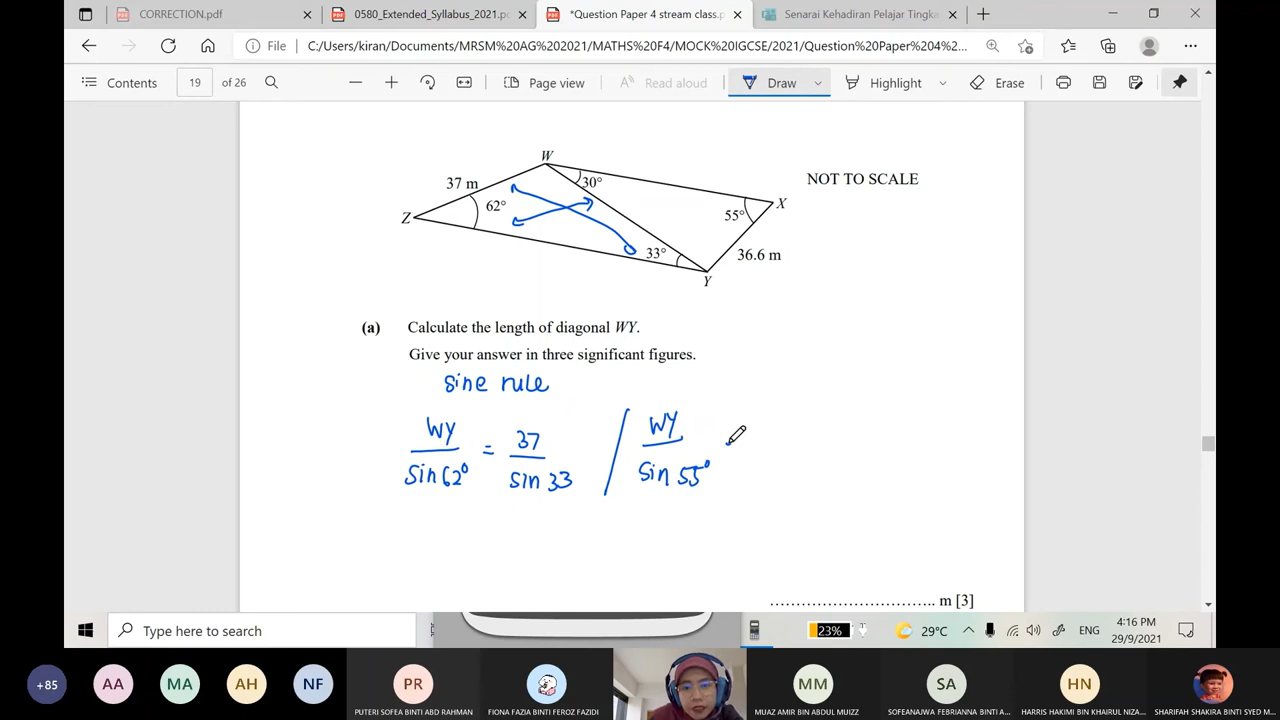 CORRECTION.pdf
0580_Extended_Syllabus_2021.p
*Question Paper 4 stream class.p
Senarai Kehadiran Pelajar Tingka
File
C:/Users/kiran/Documents/MRSM%20AG%202021/MATHS%20F4/MOCK%20IGCSE/2021/Question%20Paper%204%2...
Contents
19 of 26
Page view
Read aloud
Draw
Highlight
Erase
W
37 m
30°
NOT TO SCALE
62°
X
Z
55°
33°
36.6 m
Y
(a) Calculate the length of diagonal WY.
Give your answer in three significant figures.
Sine rule
WY / sin 62° = 37 / sin 33 / WY / sin 55°
................................ m [3]
Type here to search
23%
29°C
ENG
4:16 PM
29/9/2021
+85
AA
MA
AH
NF
PR
MM
SA
HN
PUTERI SOFEA BINTI ABD RAHMAN
FIONA FAZIA BINTI FEROZ FAZIDI
MUAZ AMIR BIN ABDUL MUIZZ
SOFEANAJWA FEBRIANNA BINTI A...
HARRIS HAKIMI BIN KHAIRUL NIZA...
SHARIFAH SHAKIRA BINTI SYED M...